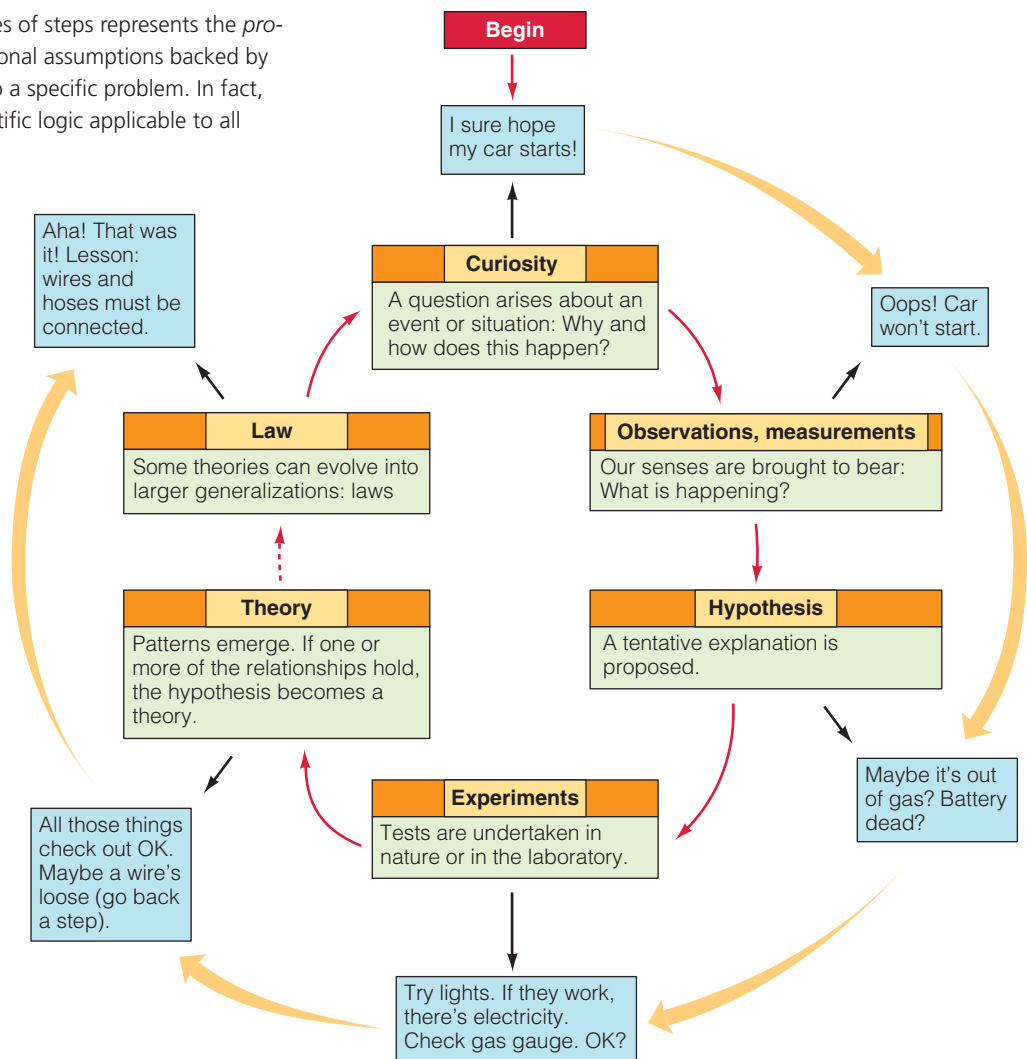 es of steps represents the pro-
ional assumptions backed by
o a specific problem. In fact,
tific logic applicable to all
Begin
I sure hope
my car starts!
Curiosity
A question arises about an
event or situation: Why and
how does this happen?
Oops! Car
won't start.
Observations, measurements
Our senses are brought to bear:
What is happening?
Hypothesis
A tentative explanation is
proposed.
Maybe it's out
of gas? Battery
dead?
Experiments
Tests are undertaken in
nature or in the laboratory.
Try lights. If they work,
there's electricity.
Check gas gauge. OK?
Theory
Patterns emerge. If one or
more of the relationships hold,
the hypothesis becomes a
theory.
All those things
check out OK.
Maybe a wire's
loose (go back
a step).
Law
Some theories can evolve into
larger generalizations: laws
Aha! That was
it! Lesson:
wires and
hoses must be
connected.